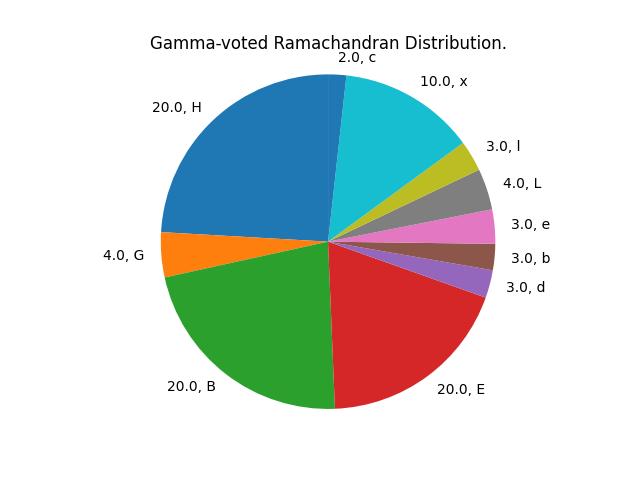 Gamma-voted Ramachandran Distribution.
2.0, c
10.0, x
20.0, H
3.0, l
4.0, L
3.0, e
4.0, G
3.0, b
3.0, d
20.0, B
20.0, E